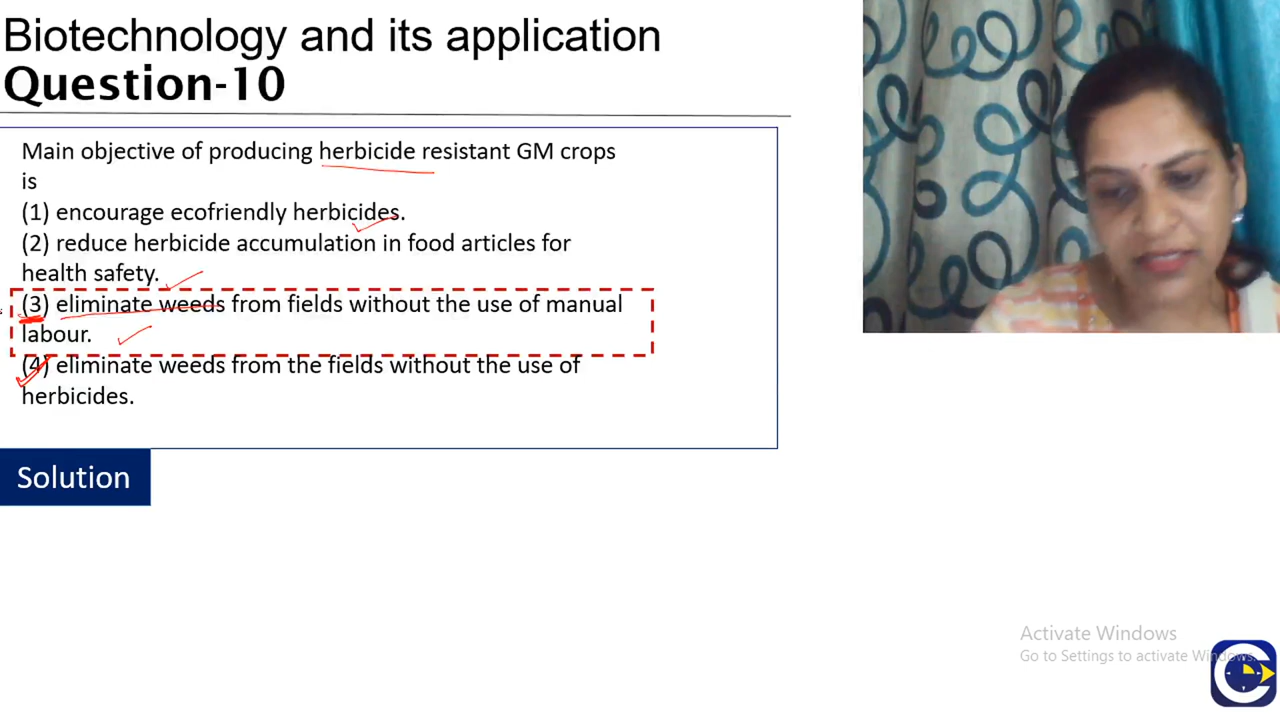 Biotechnology and its application
Question-10
Main objective of producing herbicide resistant GM crops
is
(1) encourage ecofriendly herbicides.
(2) reduce herbicide accumulation in food articles for
health safety.
(3) eliminate weeds from fields without the use of manual
labour.
(4) eliminate weeds from the fields without the use of
herbicides.
Solution
Activate Windows
Go to Settings to activate Windows.